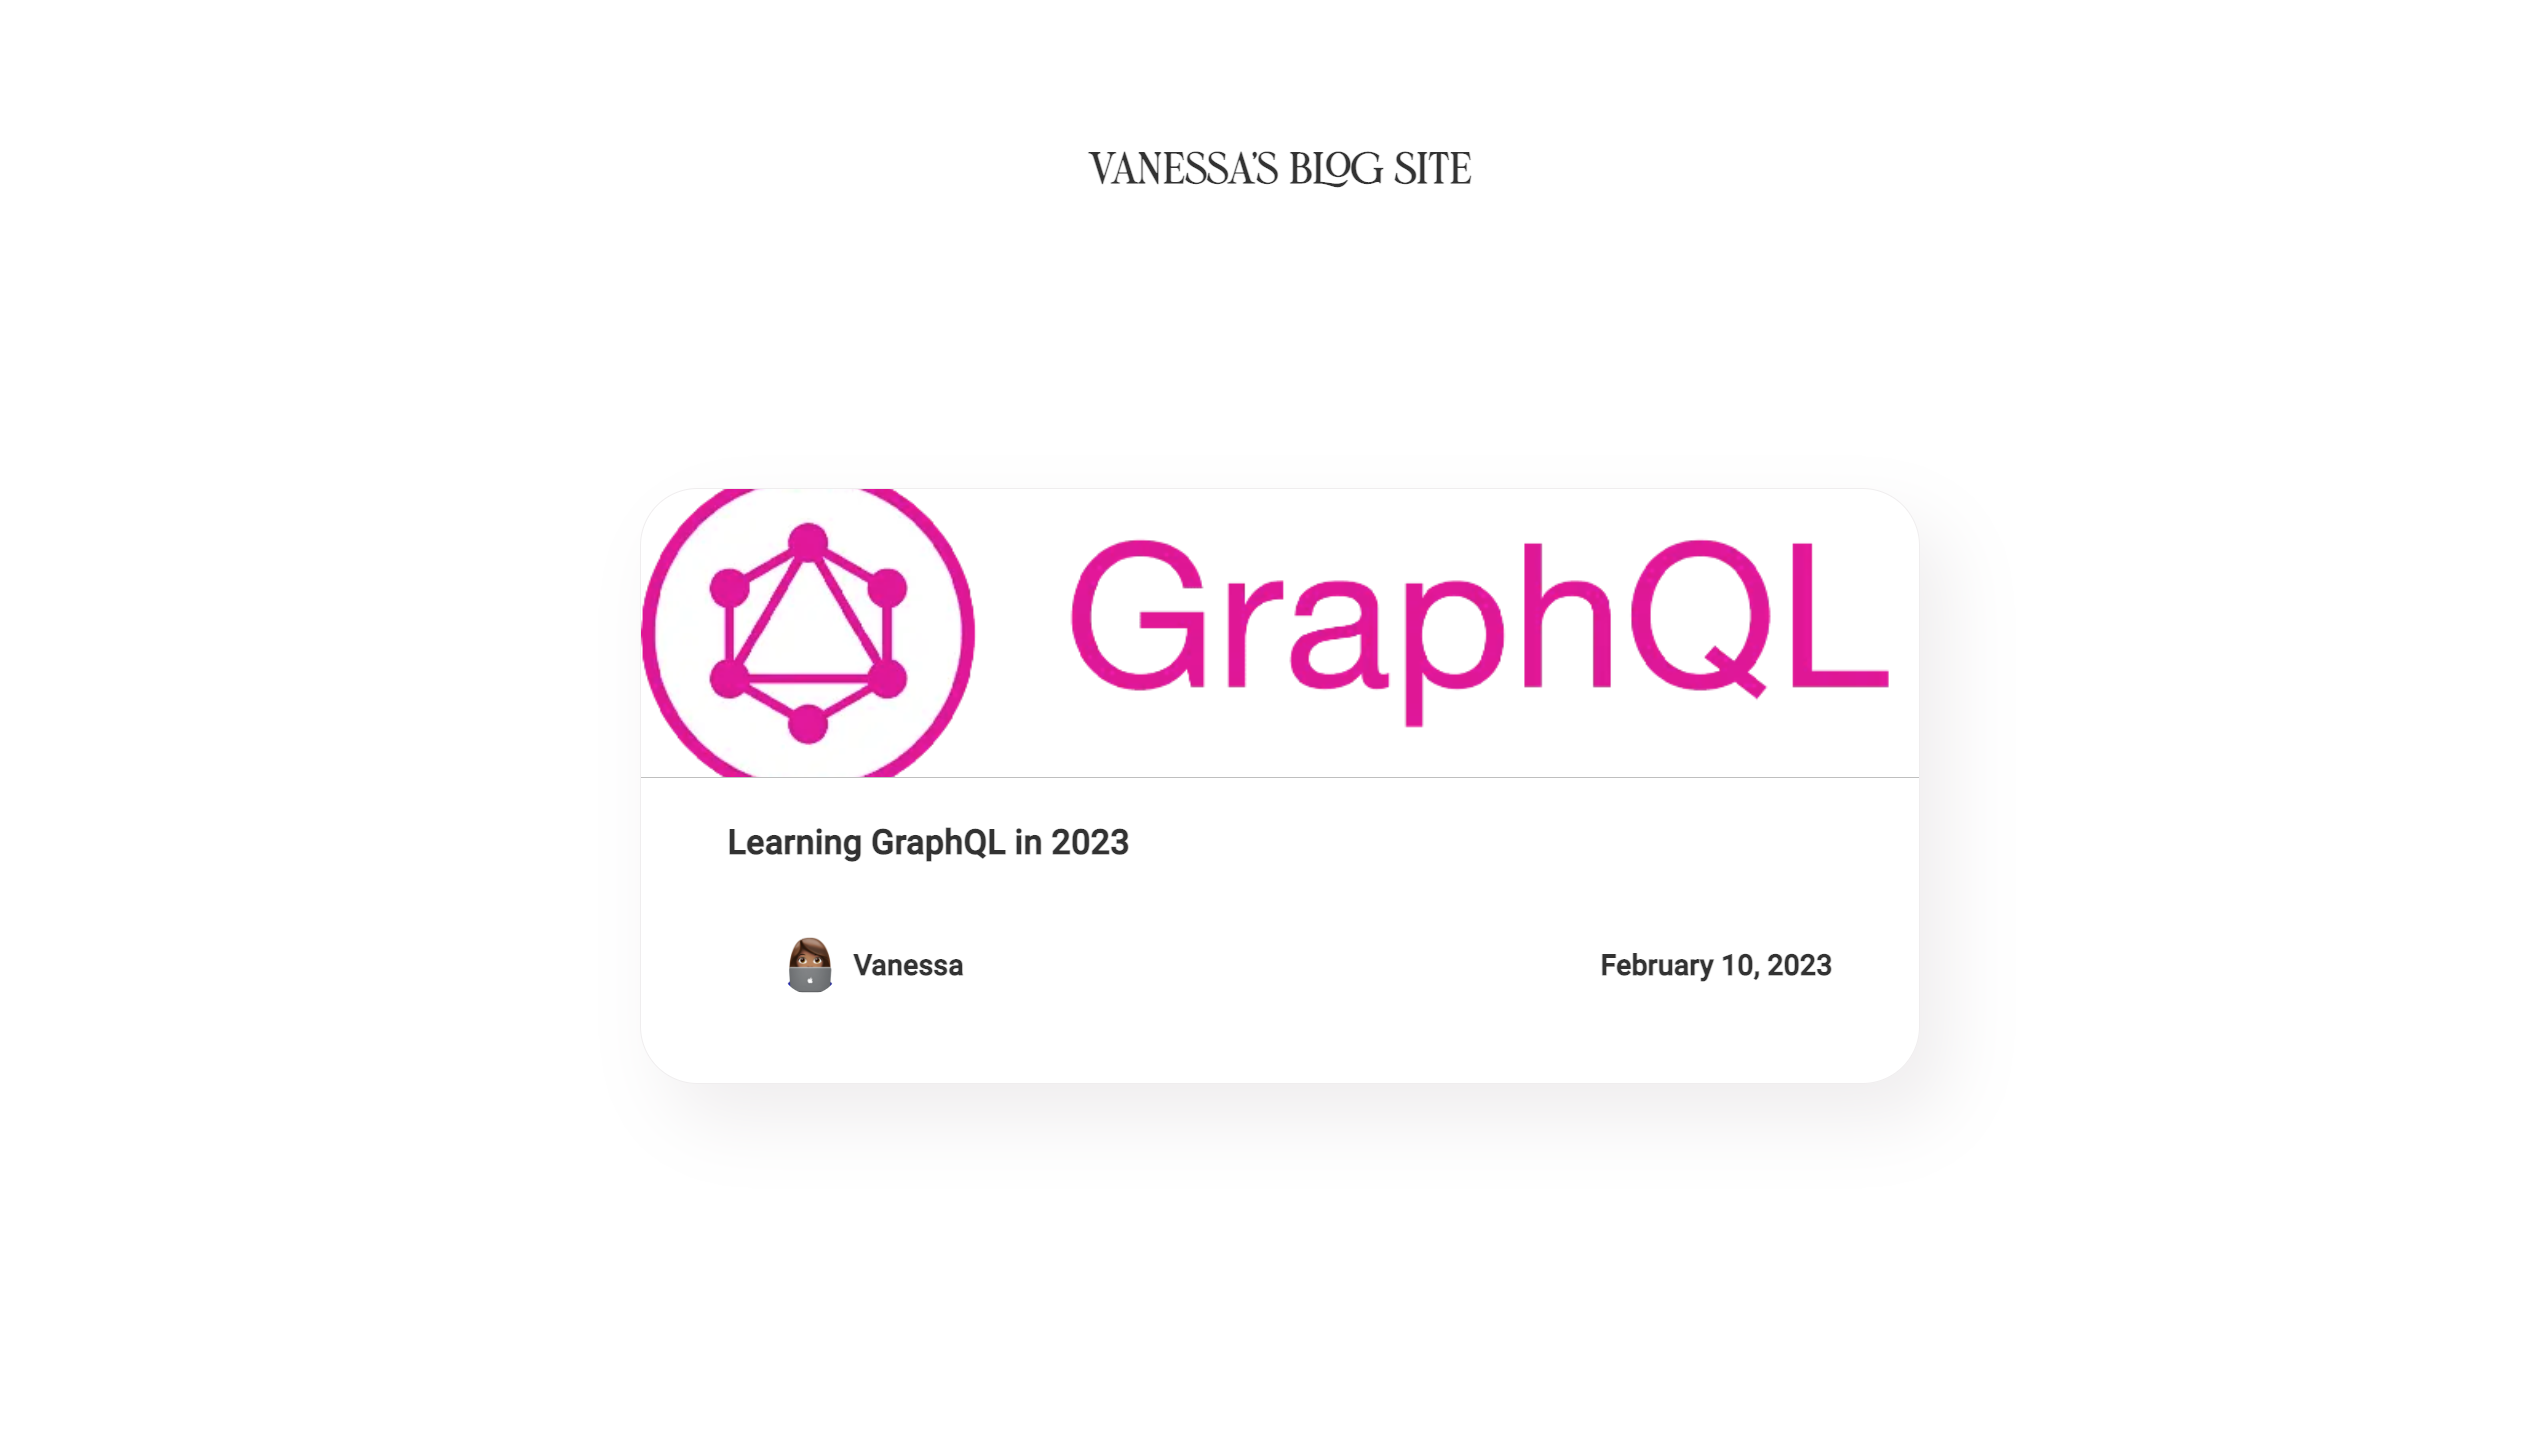 VANESSA'S BLOG SITE
GraphQL
Learning GraphQL in 2023
Vanessa
February 10, 2023